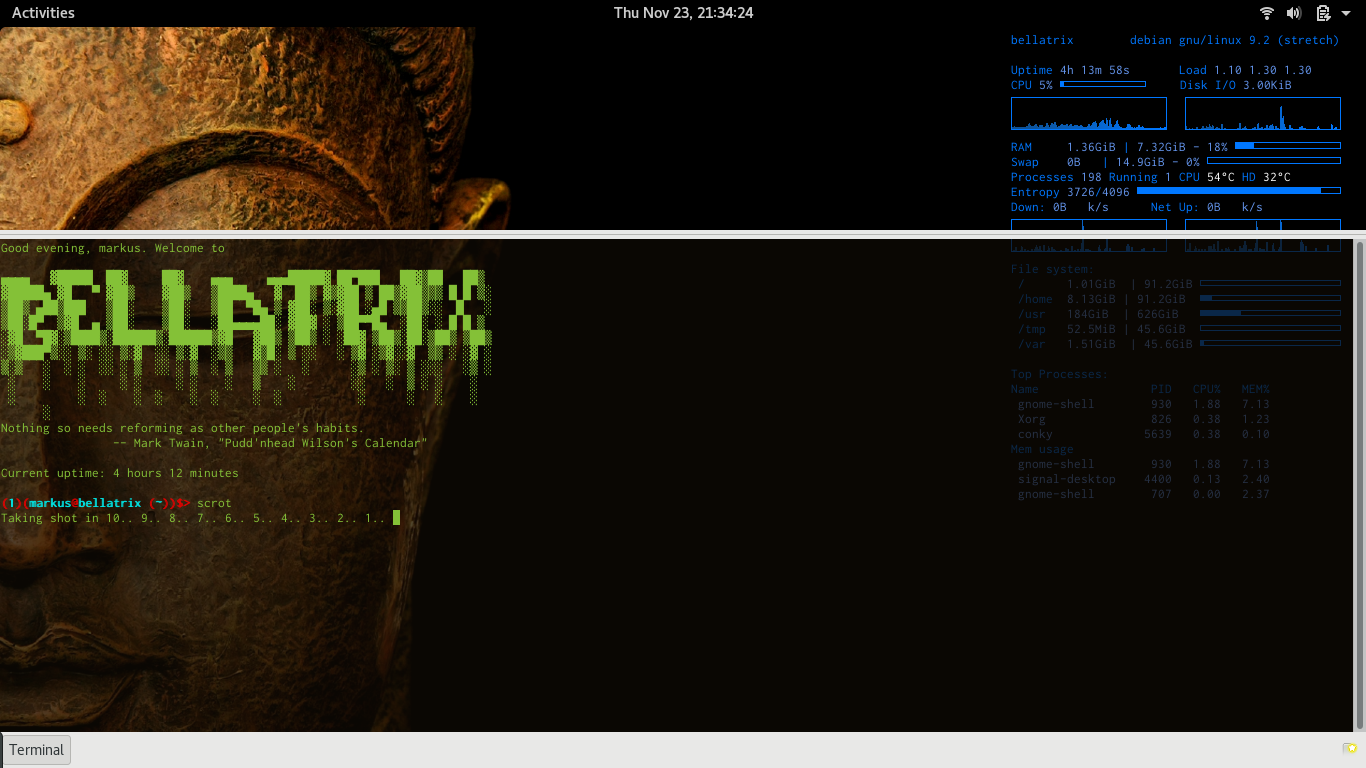 Activities Thu Nov 23, 21:34:24
bellatrix debian gnu/linux 9.2 (stretch)
Uptime 4h 13m 58s Load 1.10 1.30 1.30
CPU 5% Disk I/O 3.00KiB
RAM 1.36GiB | 7.32GiB - 18%
Swap 0B | 14.9GiB - 0%
Processes 198 Running 1 CPU 54°C HD 32°C
Entropy 3726/4096
Down: 0B k/s Net Up: 0B k/s
Good evening, markus. Welcome to
BELLATRIX
Nothing so needs reforming as other people's habits.
-- Mark Twain, "Pudd'nhead Wilson's Calendar"
Current uptime: 4 hours 12 minutes
(1)(markus@bellatrix (~))$> scrot
Taking shot in 10.. 9.. 8.. 7.. 6.. 5.. 4.. 3.. 2.. 1..
File system:
/ 1.01GiB | 91.2GiB
/home 8.13GiB | 91.2GiB
/usr 184GiB | 626GiB
/tmp 52.5MiB | 45.6GiB
/var 1.51GiB | 45.6GiB
Top Processes:
Name PID CPU% MEM%
gnome-shell 930 1.88 7.13
Xorg 826 0.38 1.23
conky 5639 0.38 0.10
Mem usage
gnome-shell 930 1.88 7.13
signal-desktop 4400 0.13 2.40
gnome-shell 707 0.00 2.37
Terminal